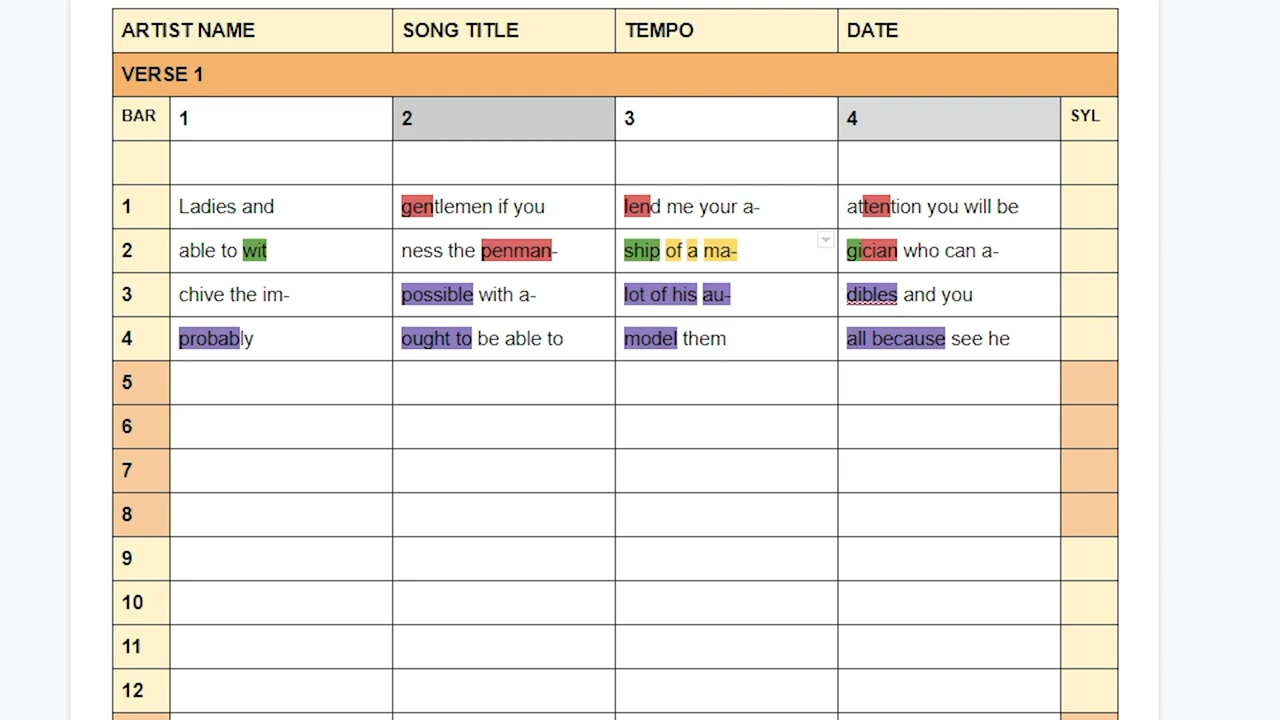 ARTIST NAME SONG TITLE TEMPO DATE
VERSE 1
BAR 1 2 3 4 SYL
1 Ladies and gentlemen if you lend me your a- attention you will be
2 able to wit ness the penman- ship of a ma- gician who can a-
3 chive the im- possible with a- lot of his au- dibles and you
4 probably ought to be able to model them all because see he
5
6
7
8
9
10
11
12